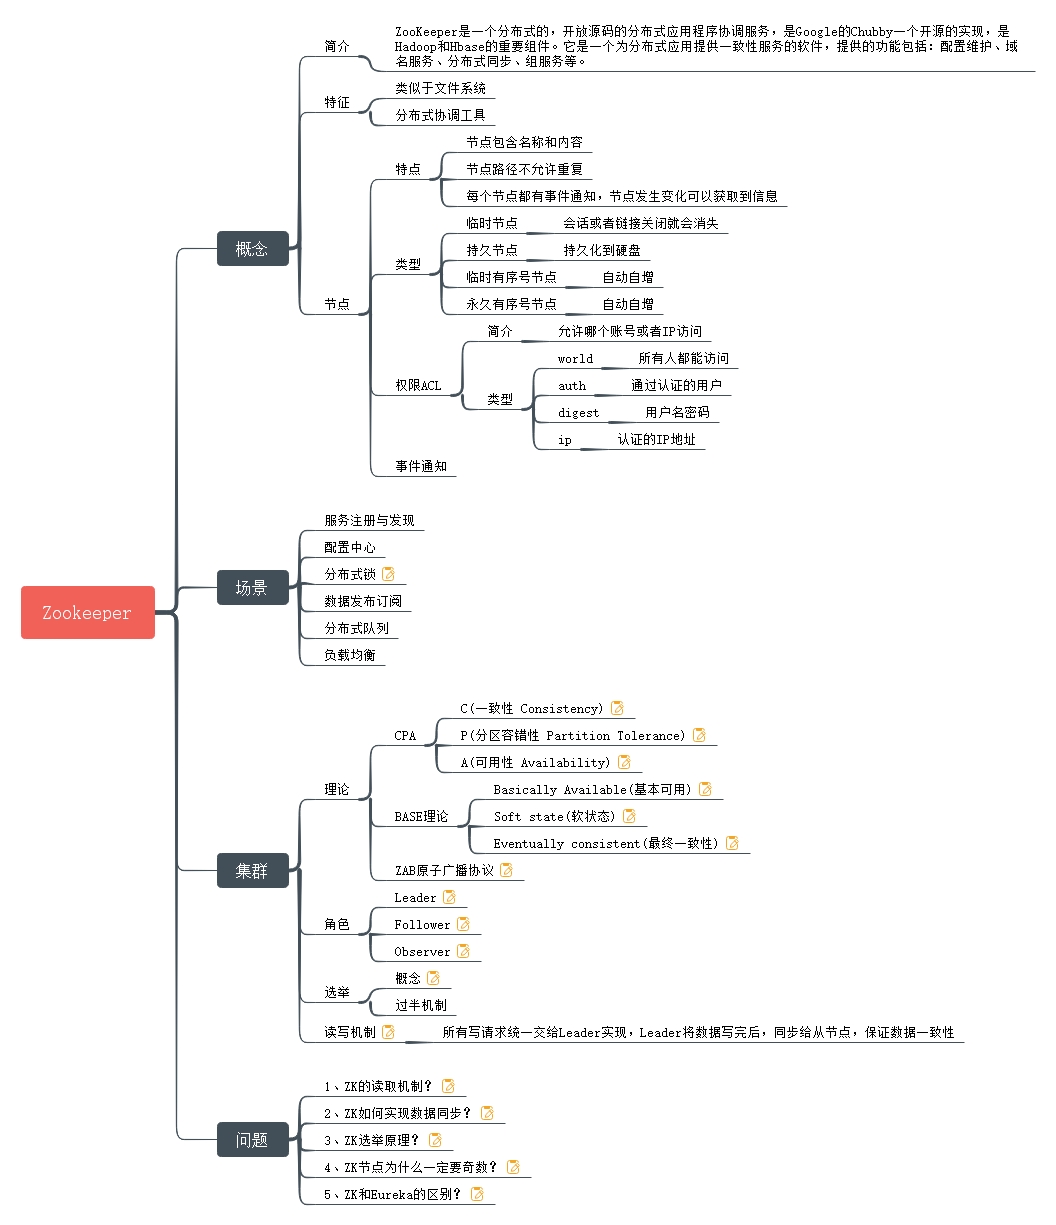 ZooKeeper是一个分布式的，开放源码的分布式应用程序协调服务，是Google的Chubby一个开源的实现，是
Hadoop和Hbase的重要组件。它是一个为分布式应用提供一致性服务的软件，提供的功能包括：配置维护、域
名服务、分布式同步、组服务等。
简介
类似于文件系统
特征
分布式协调工具
节点包含名称和内容
特点
节点路径不允许重复
每个节点都有事件通知，节点发生变化可以获取到信息
临时节点 会话或者链接关闭就会消失
概念
持久节点 持久化到硬盘
类型
临时有序号节点 自动自增
节点
永久有序号节点 自动自增
简介 允许哪个账号或者IP访问
world 所有人都能访问
权限ACL
auth 通过认证的用户
类型
digest 用户名密码
ip 认证的IP地址
事件通知
服务注册与发现
配置中心
分布式锁
场景
数据发布订阅
Zookeeper
分布式队列
负载均衡
C(一致性 Consistency)
CPA
P(分区容错性 Partition Tolerance)
A(可用性 Availability)
理论
Basically Available(基本可用)
BASE理论
Soft state(软状态)
Eventually consistent(最终一致性)
ZAB原子广播协议
集群
Leader
角色
Follower
Observer
概念
选举
过半机制
读写机制 所有写请求统一交给Leader实现，Leader将数据写完后，同步给从节点，保证数据一致性
1、ZK的读取机制？
2、ZK如何实现数据同步？
问题
3、ZK选举原理？
4、ZK节点为什么一定要奇数？
5、ZK和Eureka的区别？